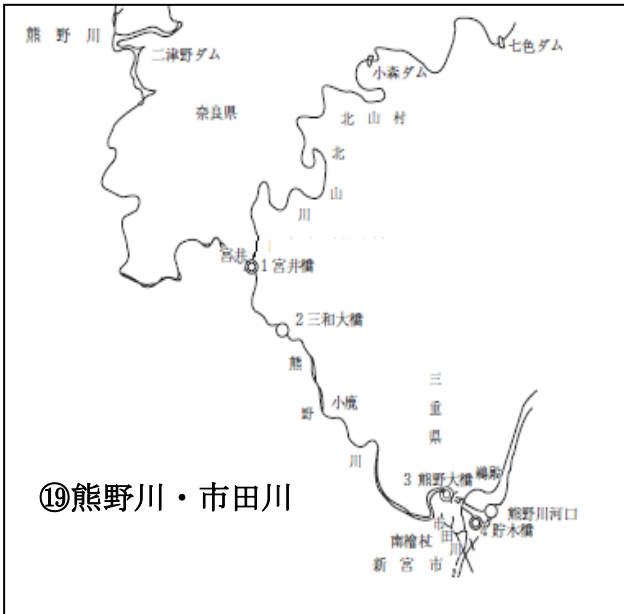 熊野川
二津野ダム
七色ダム
小森ダム
奈良県
北山村
北山川
宮井
1 宮井橋
2 三和大橋
熊野川
小鹿
三重県
3 熊野大橋
鵜殿
熊野川河口
4 貯木橋
市田川
南檜杖
新宮市
⑲熊野川・市田川